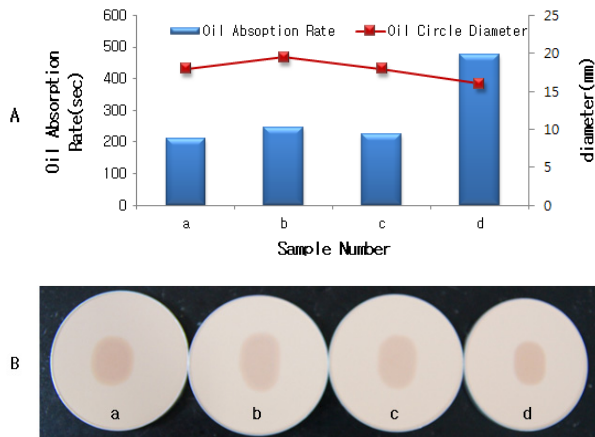 A
Oil Absoption Rate
Oil Circle Diameter
Oil Absorption
Rate(sec)
600
500
400
300
200
100
0
25
20
15
10
5
0
diameter(mm)
a b c d
Sample Number
B
a b c d